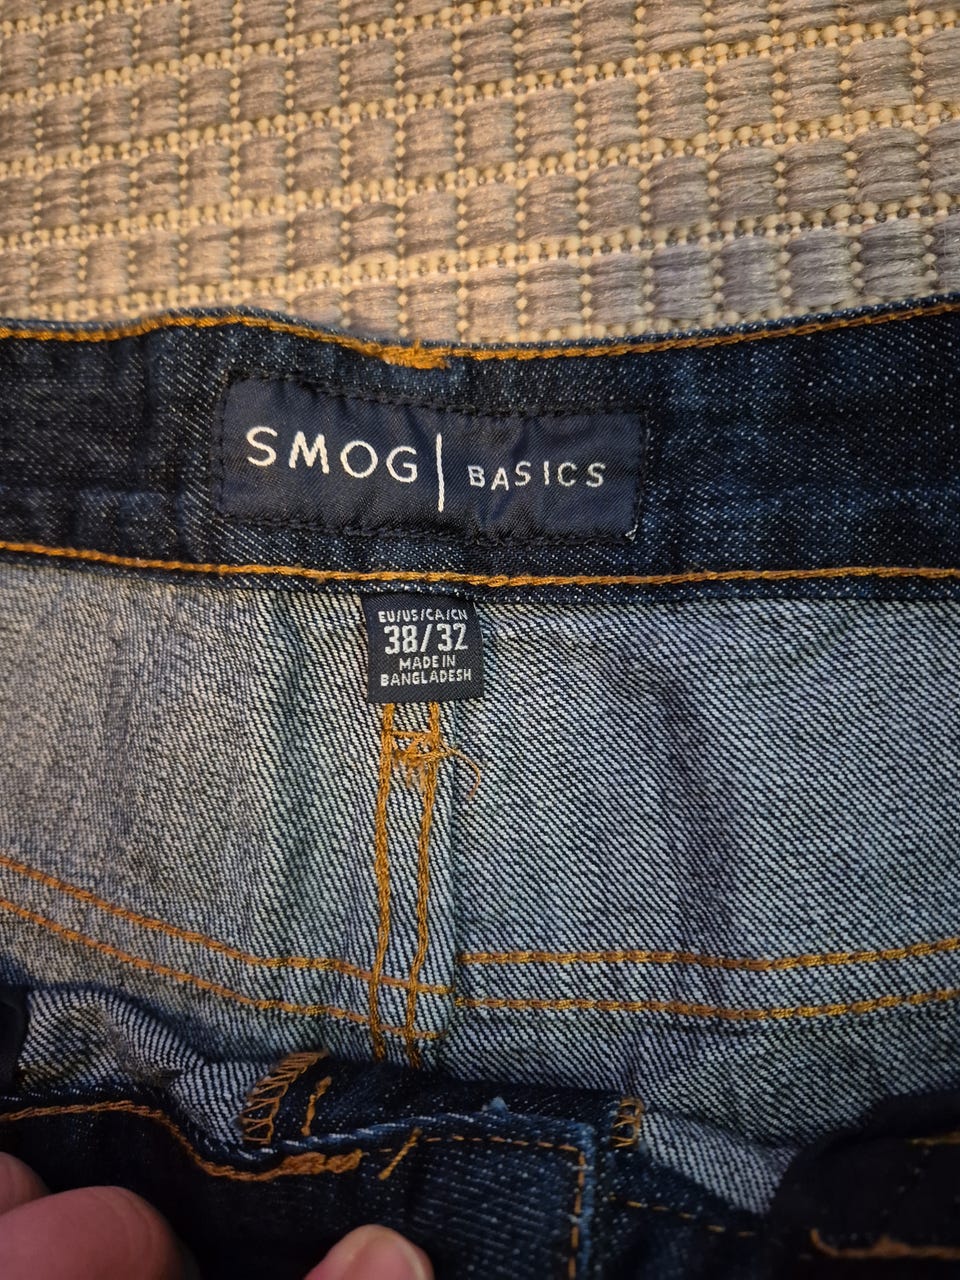 SMOG | BASICS
EU/US/CA/CN
38/32
MADE IN
BANGLADESH